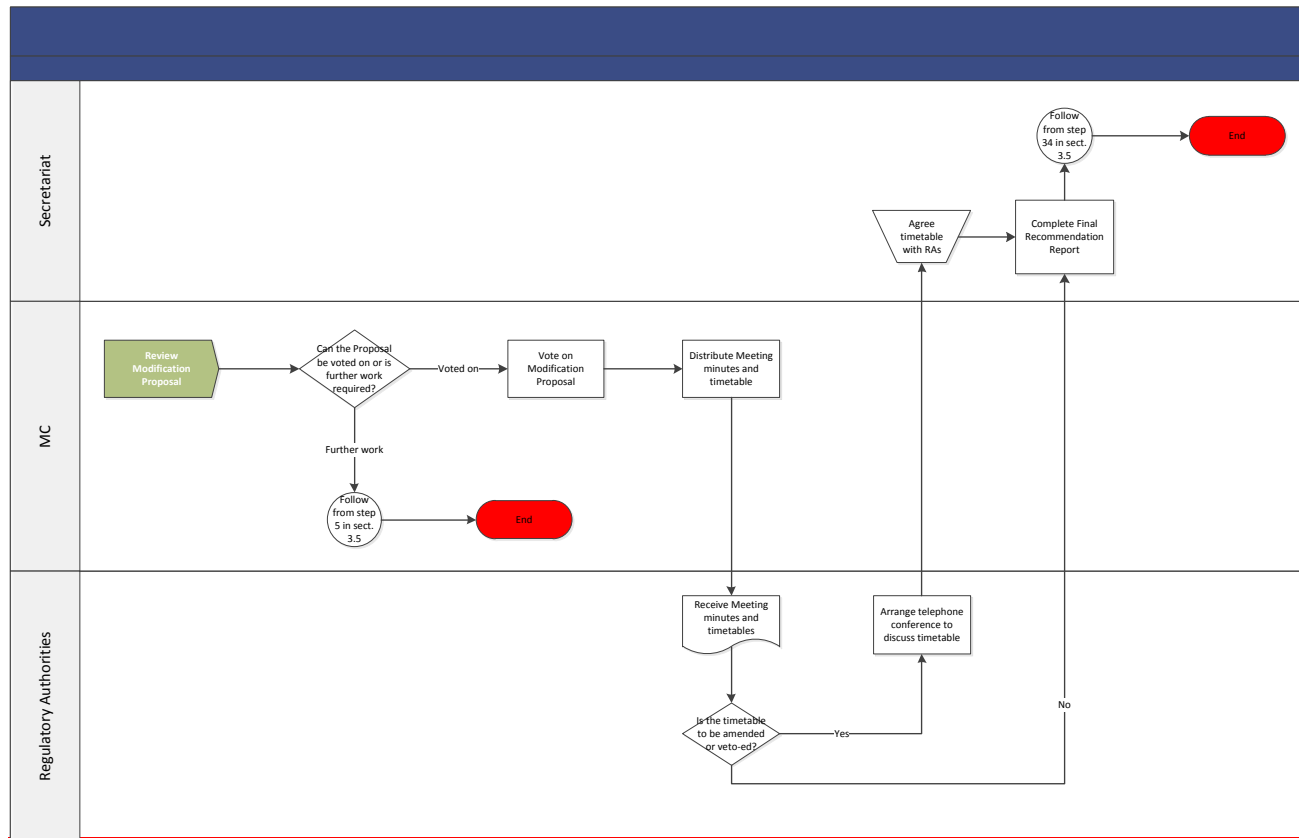 Secretariat
Follow
from step
34 in sect.
3.5
End
Agree
timetable
with RAs
Complete Final
Recommendation
Report
MC
Review
Modification
Proposal
Can the Proposal
be voted on or is
further work
required?
Voted on
Vote on
Modification
Proposal
Distribute Meeting
minutes and
timetable
Further work
Follow
from step
5 in sect.
3.5
End
Regulatory Authorities
Receive Meeting
minutes and
timetables
Arrange telephone
conference to
discuss timetable
Is the timetable
to be amended
or veto-ed?
Yes
No